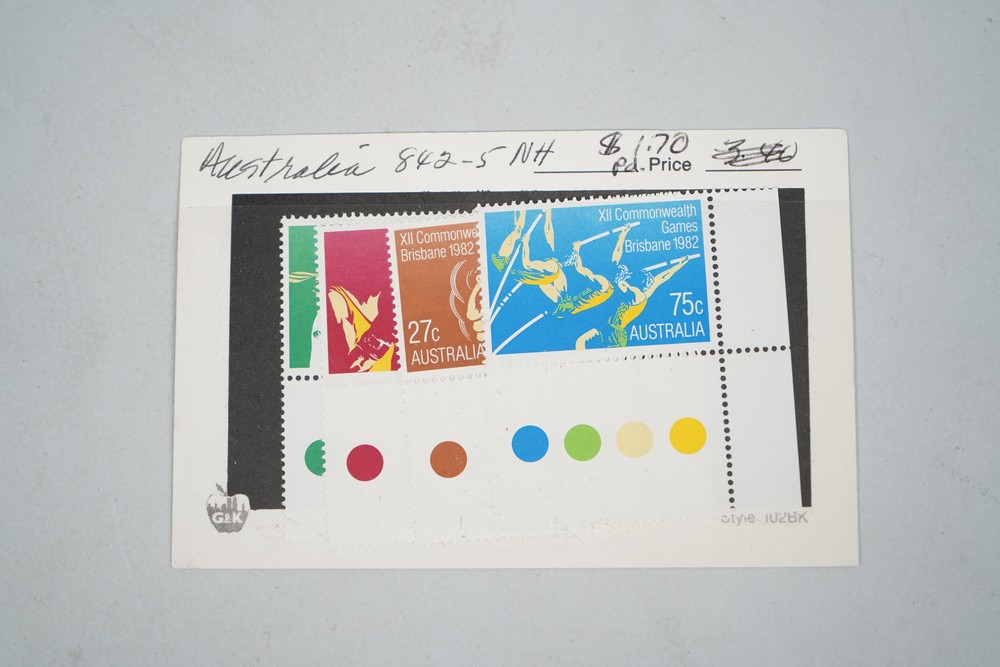 Australia 842-5 NH $ 1.70 3.40
pd. Price
XII Commonwe
Brisbane 1982
27c
AUSTRALIA
XII Commonwealth
Games
Brisbane 1982
75c
AUSTRALIA
G&K
Style 102BK